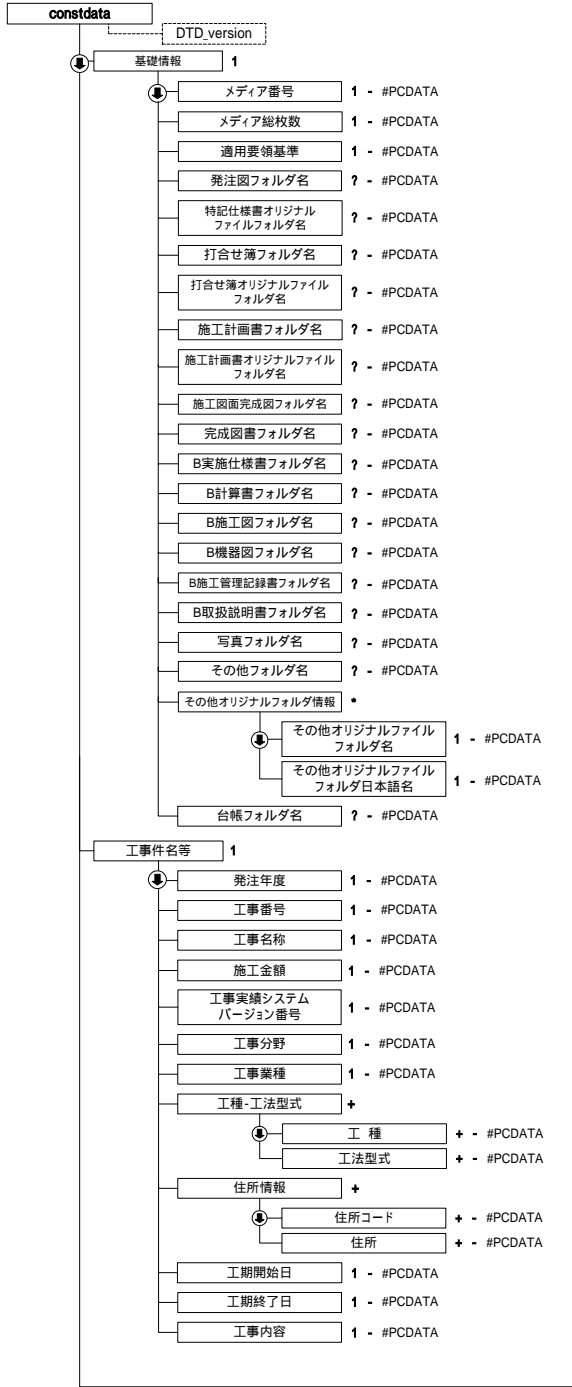 constdata
DTD_version
基礎情報 1
メディア番号 1 - #PCDATA
メディア総枚数 1 - #PCDATA
適用要領基準 1 - #PCDATA
発注図フォルダ名 ? - #PCDATA
特記仕様書オリジナル
ファイルフォルダ名 ? - #PCDATA
打合せ簿フォルダ名 ? - #PCDATA
打合せ簿オリジナルファイル
フォルダ名 ? - #PCDATA
施工計画書フォルダ名 ? - #PCDATA
施工計画書オリジナルファイル
フォルダ名 ? - #PCDATA
施工図面完成図フォルダ名 ? - #PCDATA
完成図書フォルダ名 ? - #PCDATA
B実施仕様書フォルダ名 ? - #PCDATA
B計算書フォルダ名 ? - #PCDATA
B施工図フォルダ名 ? - #PCDATA
B機器図フォルダ名 ? - #PCDATA
B施工管理記録書フォルダ名 ? - #PCDATA
B取扱説明書フォルダ名 ? - #PCDATA
写真フォルダ名 ? - #PCDATA
その他フォルダ名 ? - #PCDATA
その他オリジナルフォルダ情報 *
その他オリジナルファイル
フォルダ名 1 - #PCDATA
その他オリジナルファイル
フォルダ日本語名 1 - #PCDATA
台帳フォルダ名 ? - #PCDATA
工事件名等 1
発注年度 1 - #PCDATA
工事番号 1 - #PCDATA
工事名称 1 - #PCDATA
施工金額 1 - #PCDATA
工事実績システム
バージョン番号 1 - #PCDATA
工事分野 1 - #PCDATA
工事業種 1 - #PCDATA
工種-工法型式 +
工 種 + - #PCDATA
工法型式 + - #PCDATA
住所情報 +
住所コード + - #PCDATA
住所 + - #PCDATA
工期開始日 1 - #PCDATA
工期終了日 1 - #PCDATA
工事内容 1 - #PCDATA